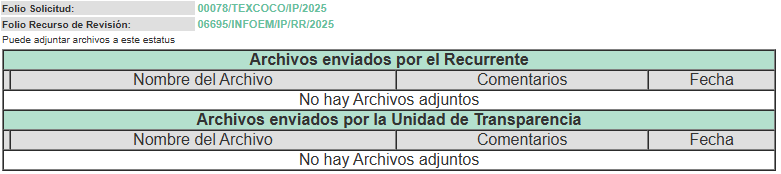 Folio Solicitud: 00078/TEXCOCO/IP/2025
Folio Recurso de Revisión: 06695/INFOEM/IP/RR/2025
Puede adjuntar archivos a este estatus
Archivos enviados por el Recurrente
Nombre del Archivo Comentarios Fecha
No hay Archivos adjuntos
Archivos enviados por la Unidad de Transparencia
Nombre del Archivo Comentarios Fecha
No hay Archivos adjuntos